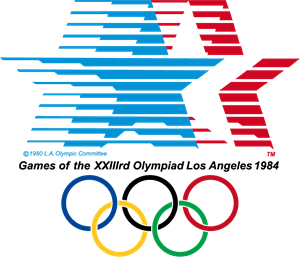 ©1980 L.A. Olympic Committee TM
Games of the XXIIIrd Olympiad Los Angeles 1984